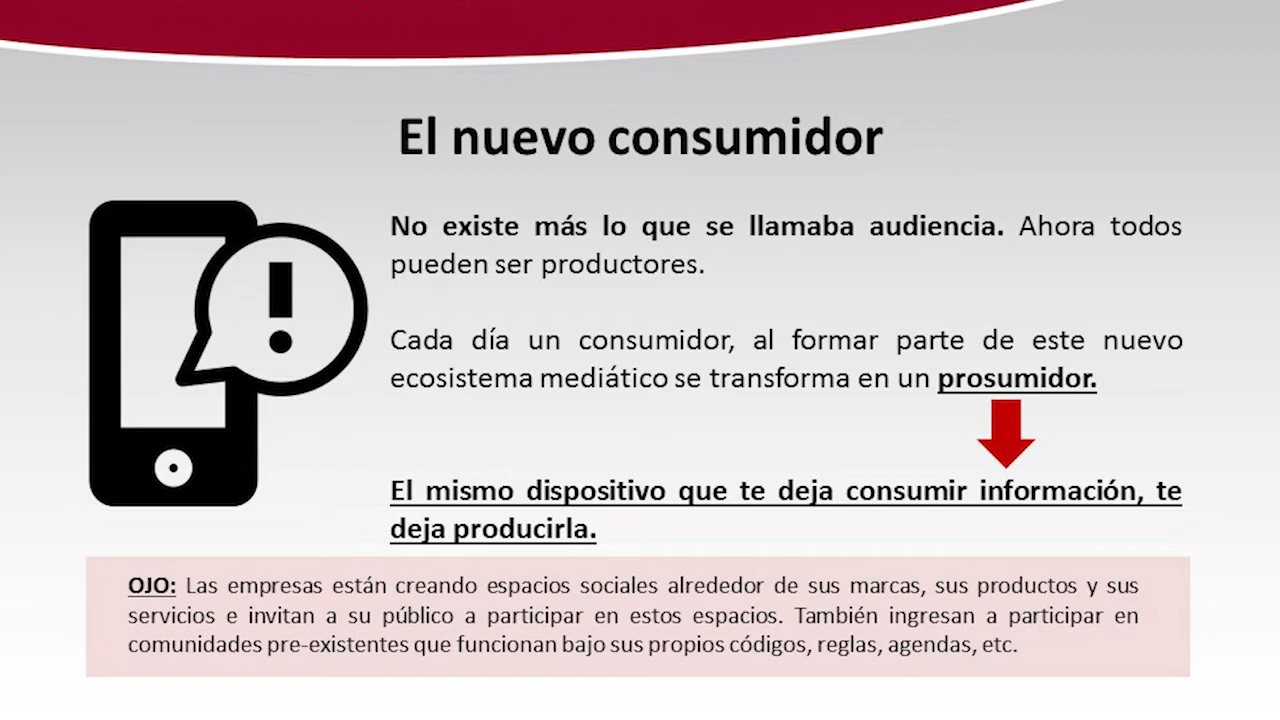 El nuevo consumidor
No existe más lo que se llamaba audiencia. Ahora todos
pueden ser productores.
Cada día un consumidor, al formar parte de este nuevo
ecosistema mediático se transforma en un prosumidor.
El mismo dispositivo que te deja consumir información, te
deja producirla.
OJO: Las empresas están creando espacios sociales alrededor de sus marcas, sus productos y sus
servicios e invitan a su público a participar en estos espacios. También ingresan a participar en
comunidades pre-existentes que funcionan bajo sus propios códigos, reglas, agendas, etc.